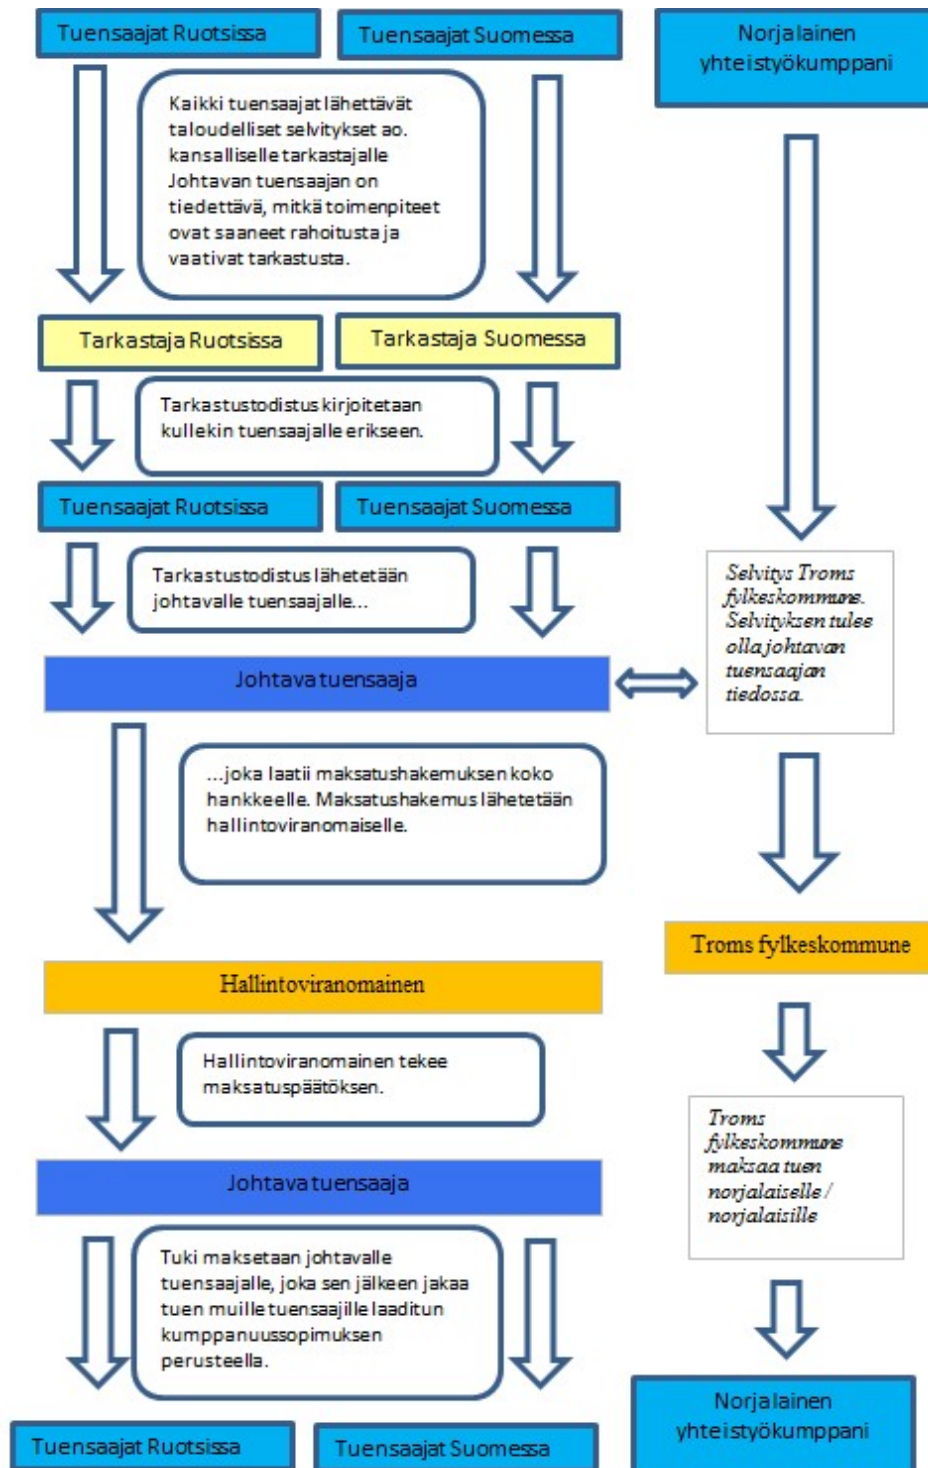 Tuensaajat Ruotsissa
Tuensaajat Suomessa
Norjalainen
yhteistyökumppani
Kaikki tuensaajat lähettävät
taloudelliset selvitykset ao.
kansalliselle tarkastajalle
Johtavan tuensaajan on
tiedettävä, mitkä toimenpiteet
ovat saaneet rahoitusta ja
vaativat tarkastusta.
Tarkastaja Ruotsissa
Tarkastaja Suomessa
Tarkastustodistus kirjoitetaan
kullekin tuensaajalle erikseen.
Tuensaajat Ruotsissa
Tuensaajat Suomessa
Tarkastustodistus lähetetään
johtavalle tuensaajalle...
Selvitys Troms
fylkeskommune.
Selvityksen tulee
olla johtavan
tuensaajan
tiedossa.
Johtava tuensaaja
...joka laatii maksatushakemuksen koko
hankkeelle. Maksatushakemus lähetetään
hallintoviranomaiselle.
Troms fylkeskommune
Hallintoviranomainen
Hallintoviranomainen tekee
maksatuspäätöksen.
Troms
fylkeskommune
maksaa tuen
norjalaiselle /
norjalaisille
Johtava tuensaaja
Tuki maksetaan johtavalle
tuensaajalle, joka sen jälkeen jakaa
tuen muille tuensaajille laaditun
kumppanuussopimuksen
perusteella.
Norjalainen
yhteistyökumppani
Tuensaajat Ruotsissa
Tuensaajat Suomessa